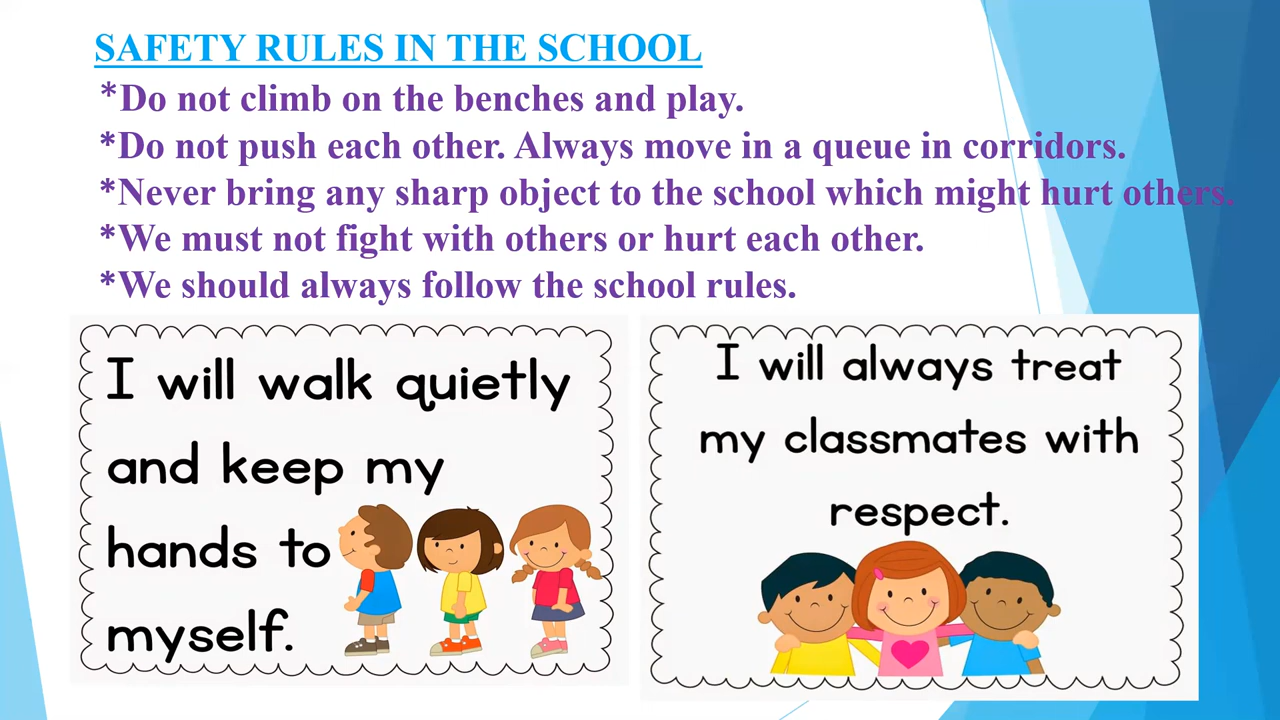 SAFETY RULES IN THE SCHOOL
*Do not climb on the benches and play.
*Do not push each other. Always move in a queue in corridors.
*Never bring any sharp object to the school which might hurt others.
*We must not fight with others or hurt each other.
*We should always follow the school rules.
I will walk quietly
and keep my
hands to
myself.
I will always treat
my classmates with
respect.